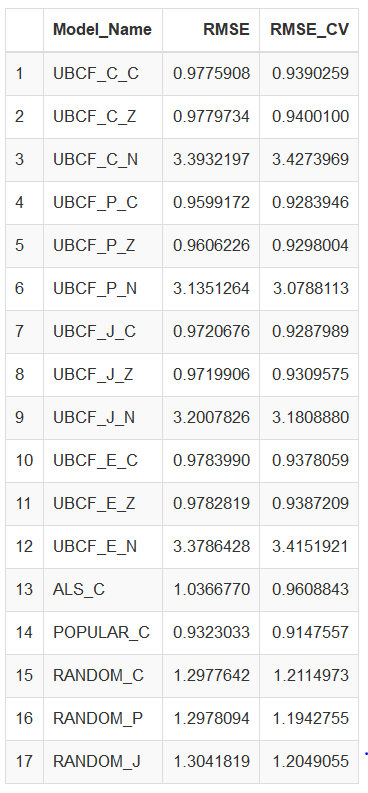 Model_Name RMSE RMSE_CV
1 UBCF_C_C 0.9775908 0.9390259
2 UBCF_C_Z 0.9779734 0.9400100
3 UBCF_C_N 3.3932197 3.4273969
4 UBCF_P_C 0.9599172 0.9283946
5 UBCF_P_Z 0.9606226 0.9298004
6 UBCF_P_N 3.1351264 3.0788113
7 UBCF_J_C 0.9720676 0.9287989
8 UBCF_J_Z 0.9719906 0.9309575
9 UBCF_J_N 3.2007826 3.1808880
10 UBCF_E_C 0.9783990 0.9378059
11 UBCF_E_Z 0.9782819 0.9387209
12 UBCF_E_N 3.3786428 3.4151921
13 ALS_C 1.0366770 0.9608843
14 POPULAR_C 0.9323033 0.9147557
15 RANDOM_C 1.2977642 1.2114973
16 RANDOM_P 1.2978094 1.1942755
17 RANDOM_J 1.3041819 1.2049055 .